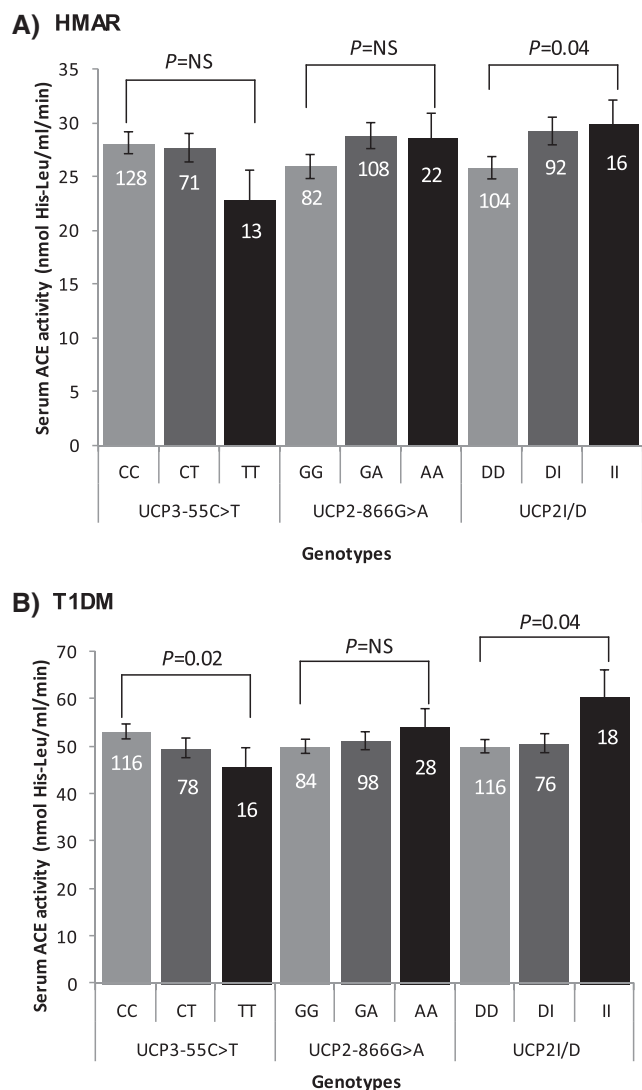 A) HMAR
P=NS
P=NS
P=0.04
35
30
25
20
15
10
5
0
Serum ACE activity (nmol His-Leu/ml/min)
128
71
13
82
108
22
104
92
16
CC CT TT GG GA AA DD DI II
UCP3-55C>T UCP2-866G>A UCP2I/D
Genotypes
B) T1DM
P=0.02
P=NS
P=0.04
70
60
50
40
30
20
10
0
Serum ACE activity (nmol His-Leu/ml/min)
116
78
16
84
98
28
116
76
18
CC CT TT GG GA AA DD DI II
UCP3-55C>T UCP2-866G>A UCP2I/D
Genotypes